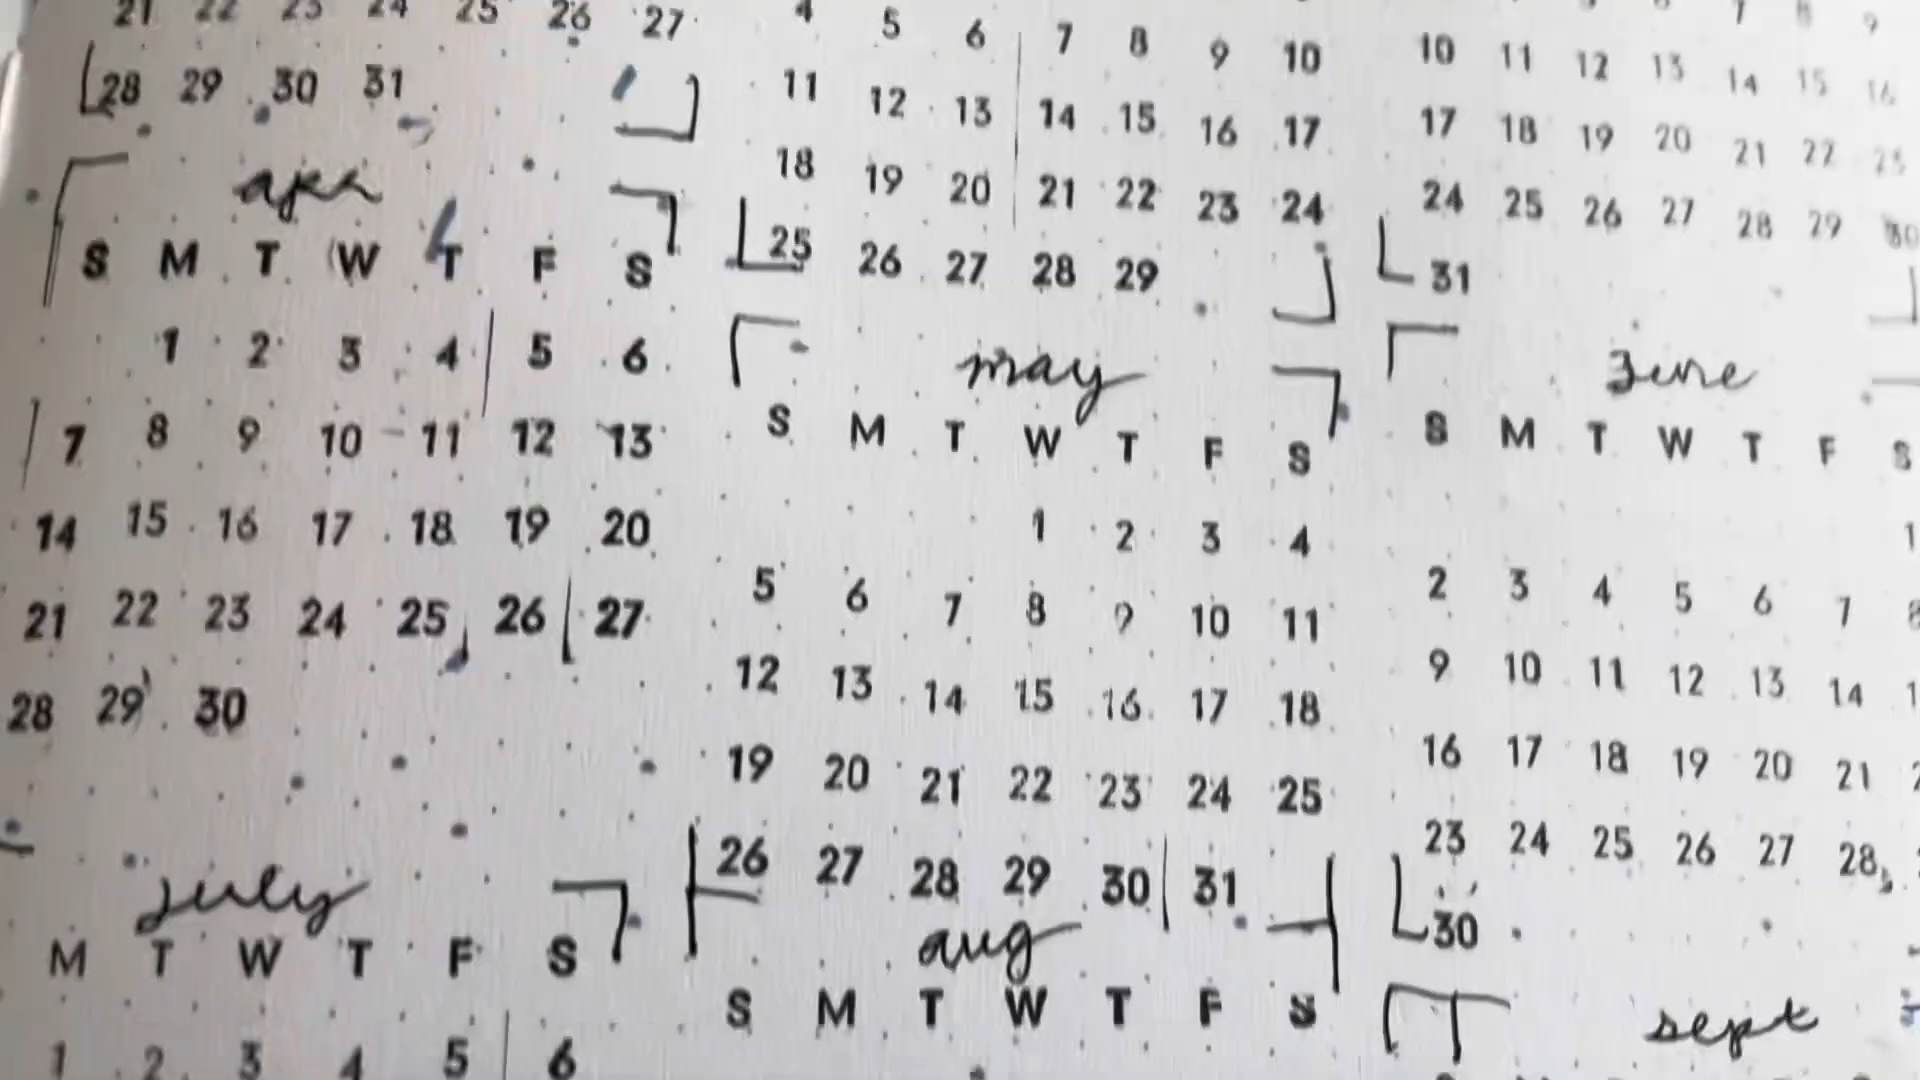 21 22 23 24 25 26 27
28 29 30 31
apr
S M T W T F S
1 2 3 4 5 6
7 8 9 10 11 12 13
14 15 16 17 18 19 20
21 22 23 24 25 26 27
28 29 30
july
M T W T F S
1 2 3 4 5 6
4 5 6 7 8 9 10
11 12 13 14 15 16 17
18 19 20 21 22 23 24
25 26 27 28 29
may
S M T W T F S
1 2 3 4
5 6 7 8 9 10 11
12 13 14 15 16 17 18
19 20 21 22 23 24 25
26 27 28 29 30 31
aug
S M T W T F S
7 8 9
10 11 12 13 14 15 16
17 18 19 20 21 22 23
24 25 26 27 28 29 30
31
June
S M T W T F S
1
2 3 4 5 6 7 8
9 10 11 12 13 14
16 17 18 19 20 21
23 24 25 26 27 28
30
sept